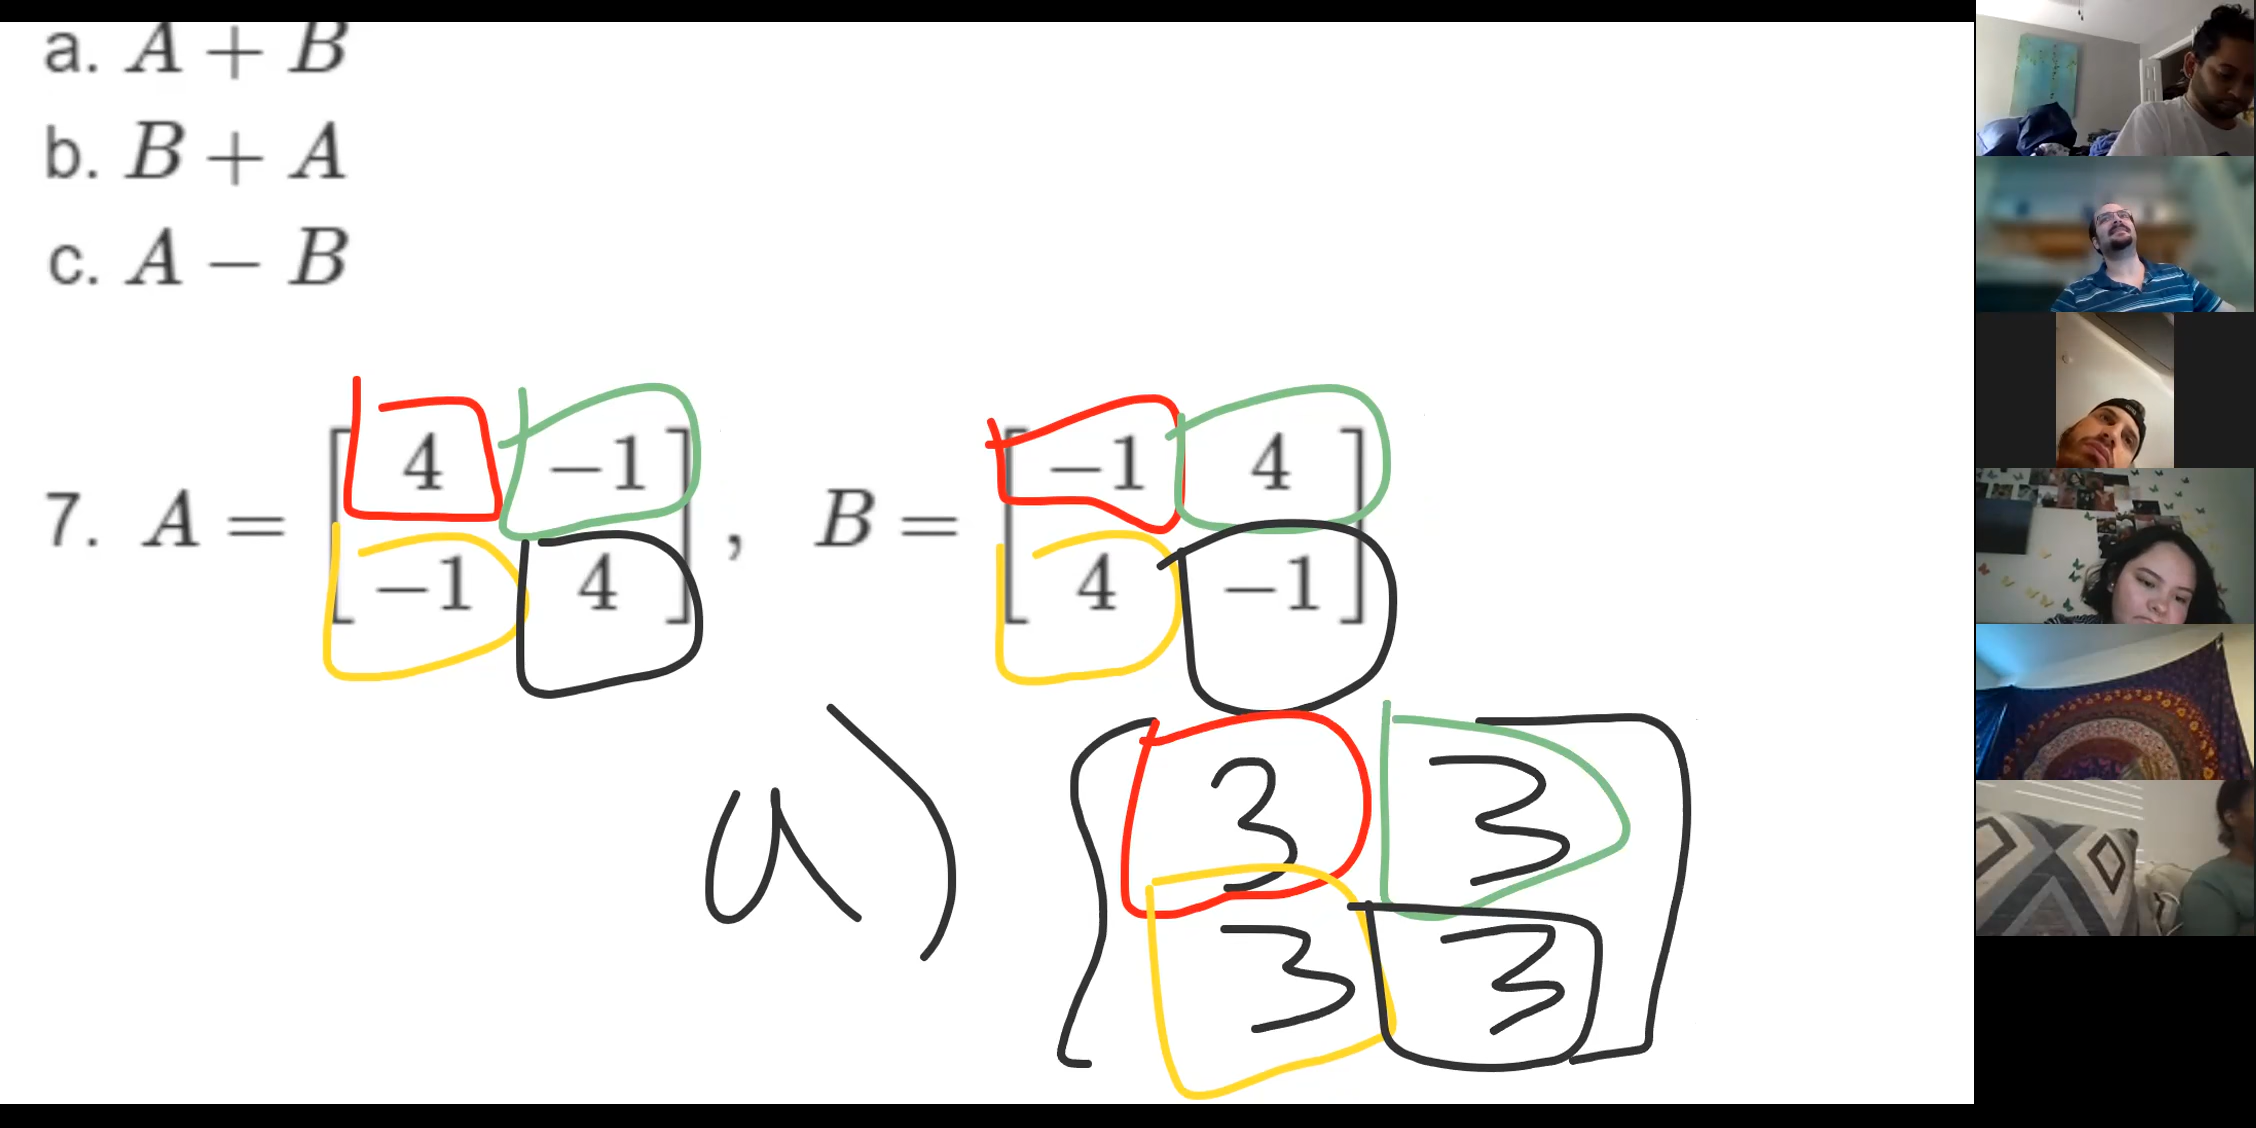 a. A + B
b. B + A
c. A − B
7. A = [ 4 −1 ], B = [ −1 4 ]
[ −1 4 ] [ 4 −1 ]
a) [ 3 3 ]
[ 3 3 ]